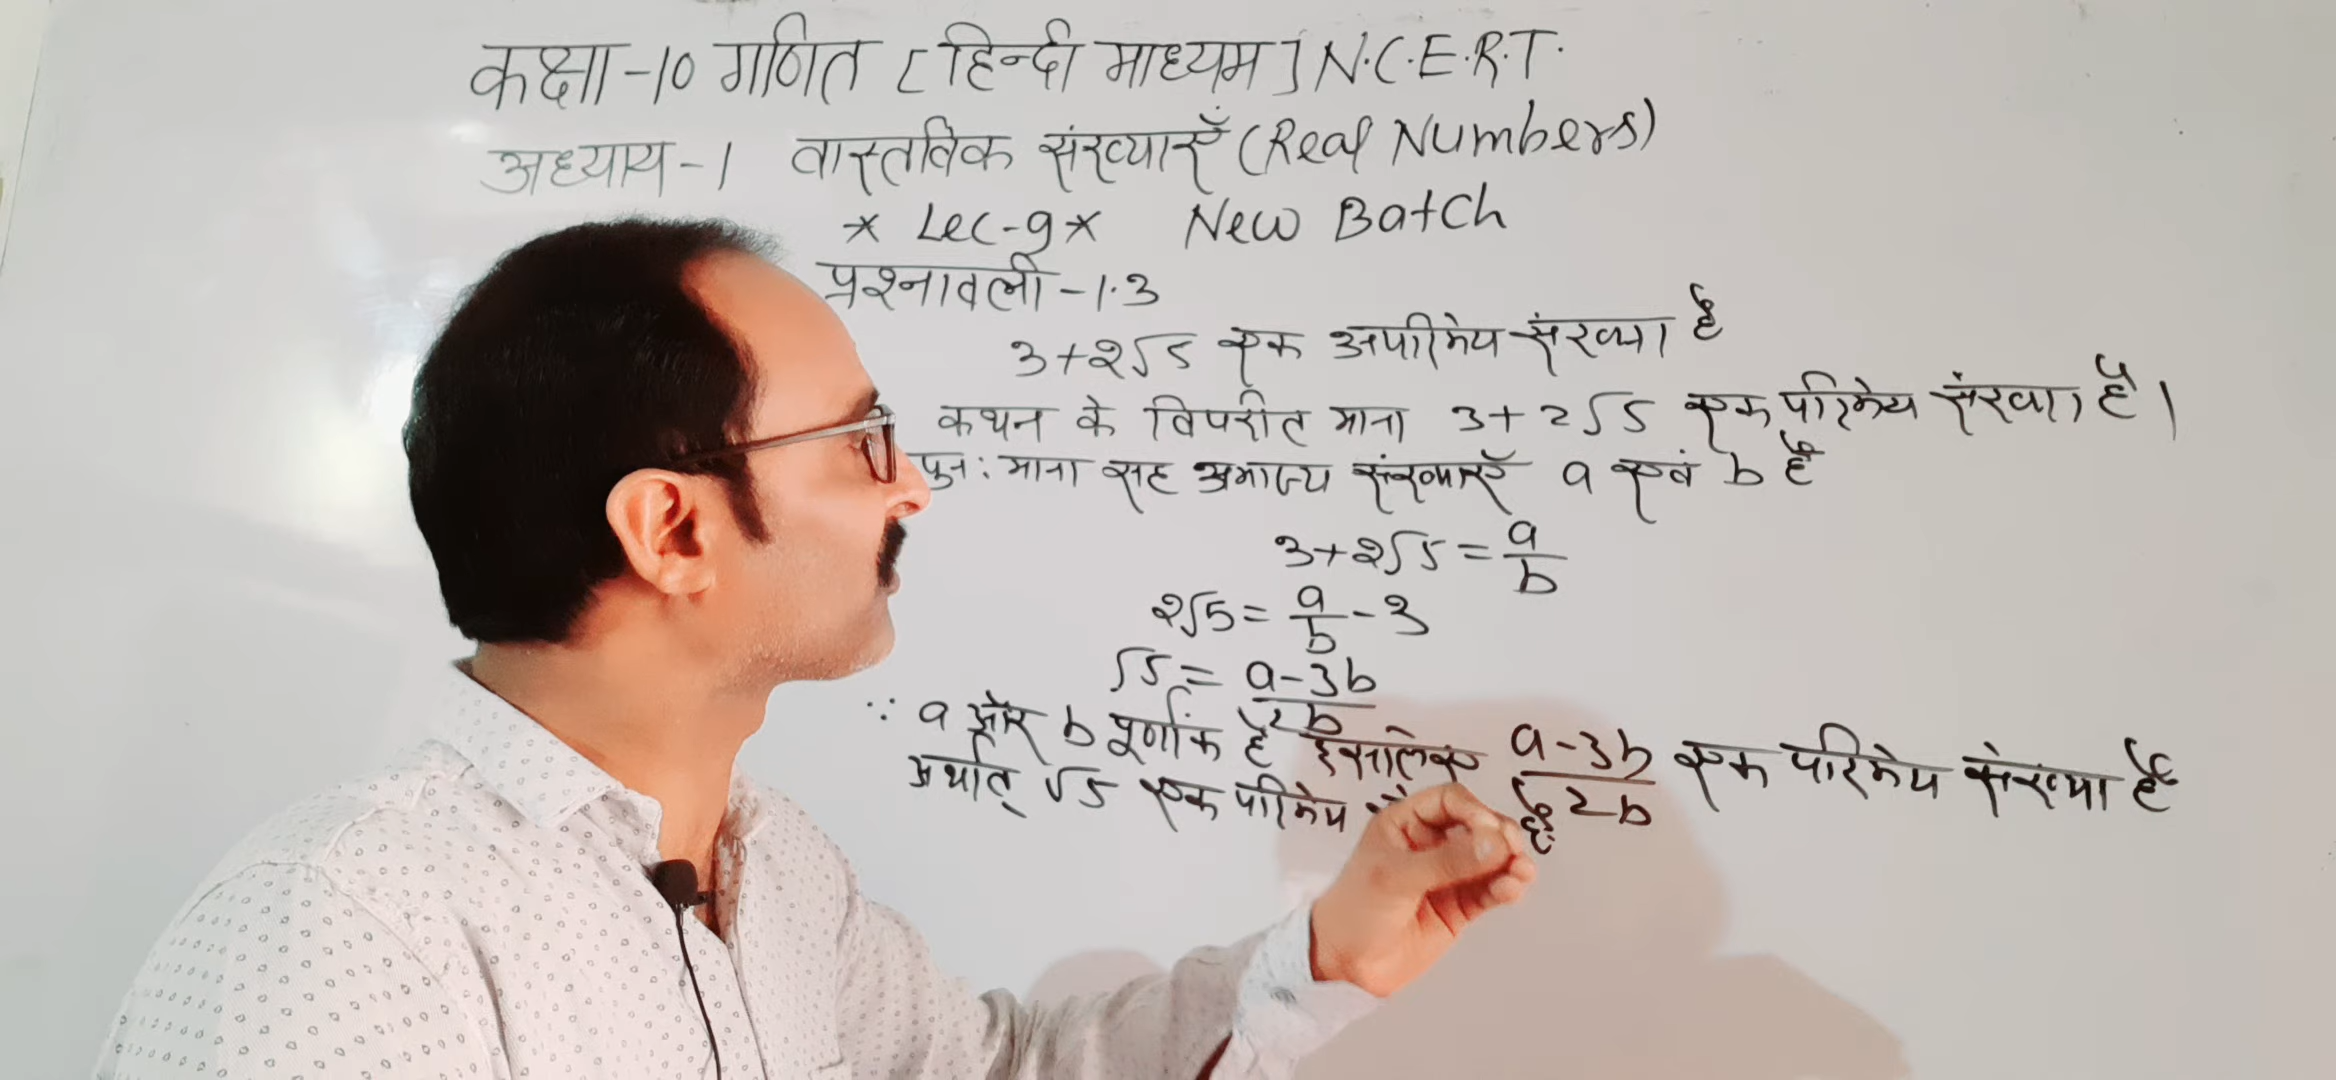 कक्षा-10 गणित [हिन्दी माध्यम] N.C.E.R.T.
अध्याय-1 वास्तविक संख्याएँ (Real Numbers)
* Lec-9 * New Batch
प्रश्नावली-1.3
3+2√5 एक अपरिमेय संख्या है
कथन के विपरीत माना 3+2√5 एक परिमेय संख्या है।
पुन: माना सह अभाज्य संख्याएँ a एवं b है
3+2√5 = a/b
2√5 = a/b - 3
√5 = a-3b/2b
∵ a और b पूर्णांक है इसलिए a-3b/2b एक परिमेय संख्या है
अर्थात् √5 एक परिमेय है